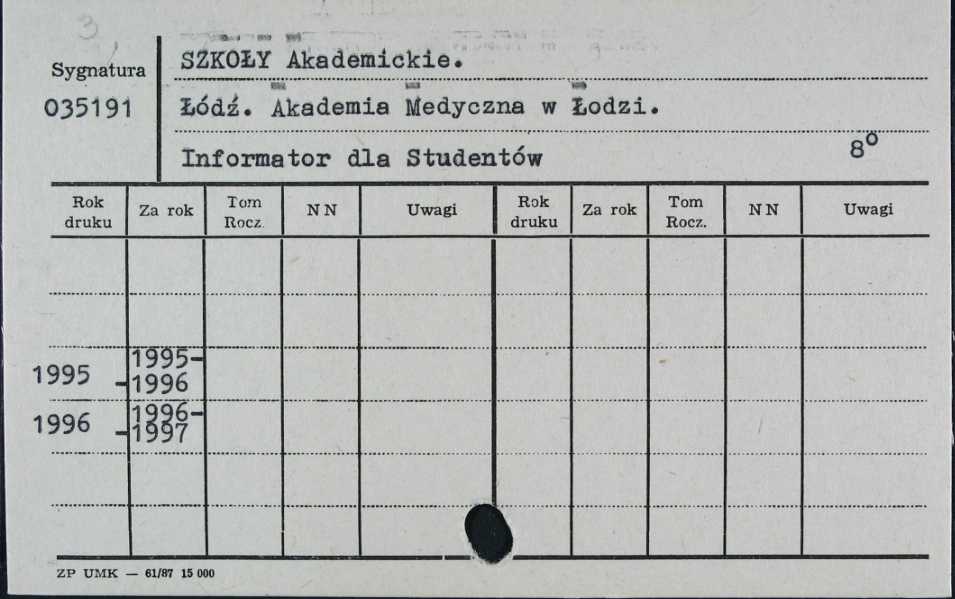 3
SZKOŁY Akademickie.
Sygnatura
035191
Łódź. Akademia Medyczna w Łodzi.
Informator dla Studentów 8o
Rok druku Za rok Tom Rocz. N N Uwagi Rok druku Za rok Tom Rocz. N N Uwagi
1995 1995-
-1996
1996 1996-
-1997
ZP UMK — 61/87 15 000